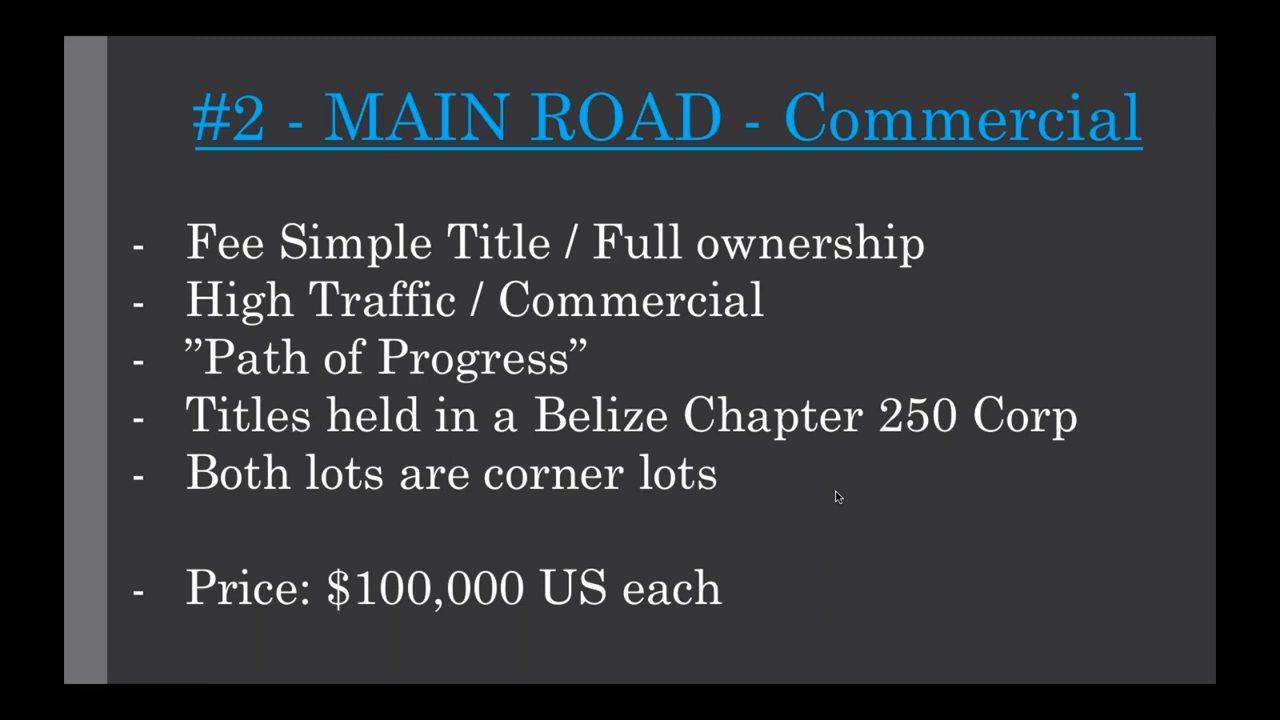 #2 - MAIN ROAD - Commercial
- Fee Simple Title / Full ownership
- High Traffic / Commercial
- ”Path of Progress”
- Titles held in a Belize Chapter 250 Corp
- Both lots are corner lots
- Price: $100,000 US each